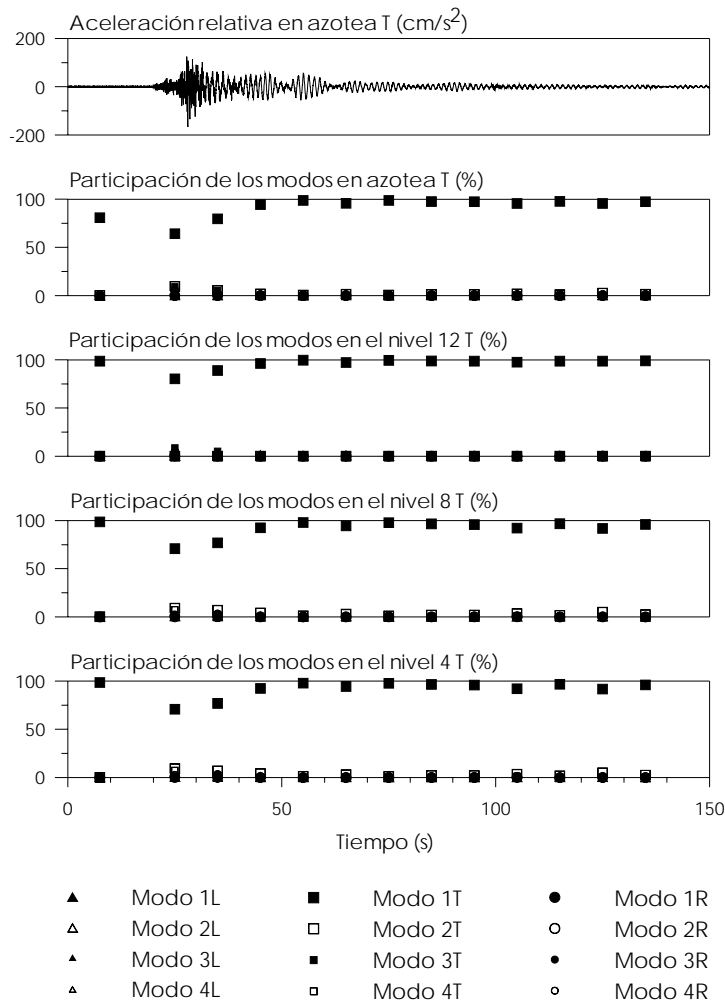 Aceleración relativa en azotea T (cm/s²)
200
0
-200
Participación de los modos en azotea T (%)
100
50
0
Participación de los modos en el nivel 12 T (%)
100
50
0
Participación de los modos en el nivel 8 T (%)
100
50
0
Participación de los modos en el nivel 4 T (%)
100
50
0
0 50 100 150
Tiempo (s)
Modo 1L Modo 1T Modo 1R
Modo 2L Modo 2T Modo 2R
Modo 3L Modo 3T Modo 3R
Modo 4L Modo 4T Modo 4R